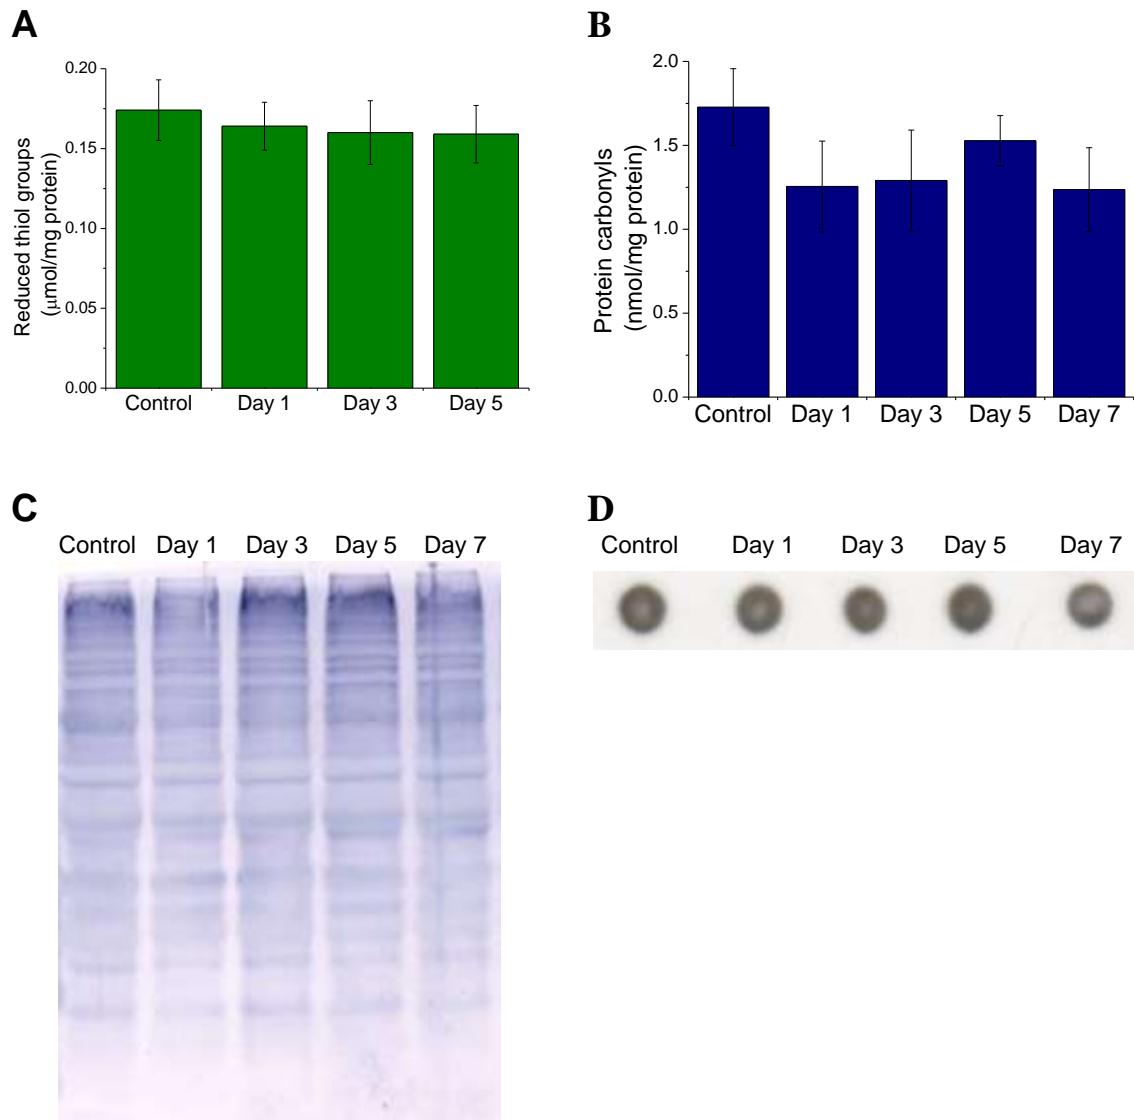 A
Reduced thiol groups
(μmol/mg protein)
0.20
0.15
0.10
0.05
0.00
Control Day 1 Day 3 Day 5
B
Protein carbonyls
(nmol/mg protein)
2.0
1.5
1.0
0.5
0.0
Control Day 1 Day 3 Day 5 Day 7
C
Control Day 1 Day 3 Day 5 Day 7
D
Control Day 1 Day 3 Day 5 Day 7